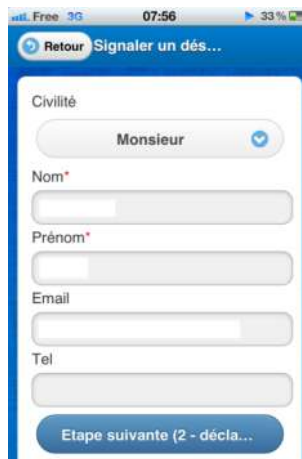 Free 3G 07:56 33 %
Retour Signaler un dés...
Civilité
Monsieur
Nom*
Prénom*
Email
Tel
Etape suivante (2 - décla...